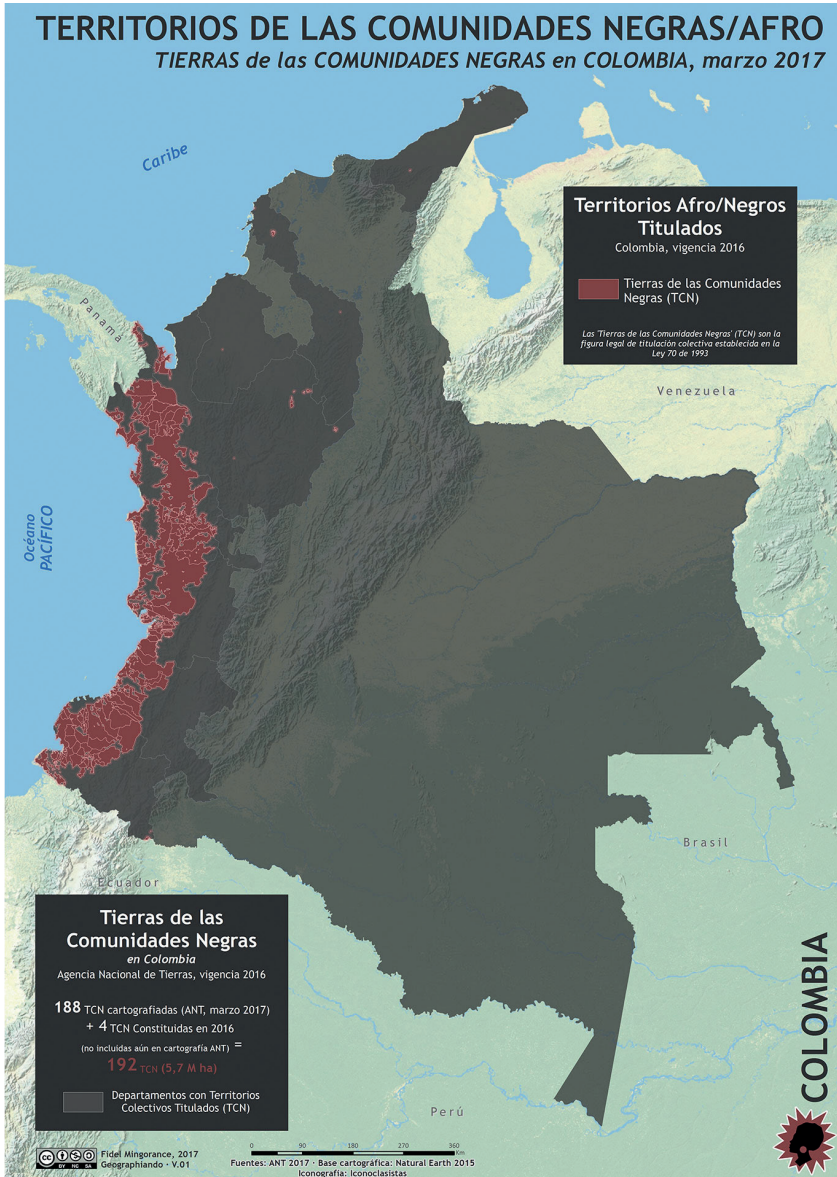 TERRITORIOS DE LAS COMUNIDADES NEGRAS/AFRO
TIERRAS de las COMUNIDADES NEGRAS en COLOMBIA, marzo 2017
Caribe
Panamá
Océano
PACÍFICO
Territorios Afro/Negros
Titulados
Colombia, vigencia 2016
Tierras de las Comunidades
Negras (TCN)
Las 'Tierras de las Comunidades Negras' (TCN) son la
figura legal de titulación colectiva establecida en la
Ley 70 de 1993
Venezuela
Brasil
Ecuador
Perú
Tierras de las
Comunidades Negras
en Colombia
Agencia Nacional de Tierras, vigencia 2016
188 TCN cartografiadas (ANT, marzo 2017)
+ 4 TCN Constituidas en 2016
(no incluidas aún en cartografía ANT) =
192 TCN (5,7 M ha)
Departamentos con Territorios
Colectivos Titulados (TCN)
COLOMBIA
cc BY NC SA
Fidel Mingorance, 2017
Geographiando · V.01
0 90 180 270 360
Km
Fuentes: ANT 2017 · Base cartográfica: Natural Earth 2015
Iconografía: Iconoclasistas